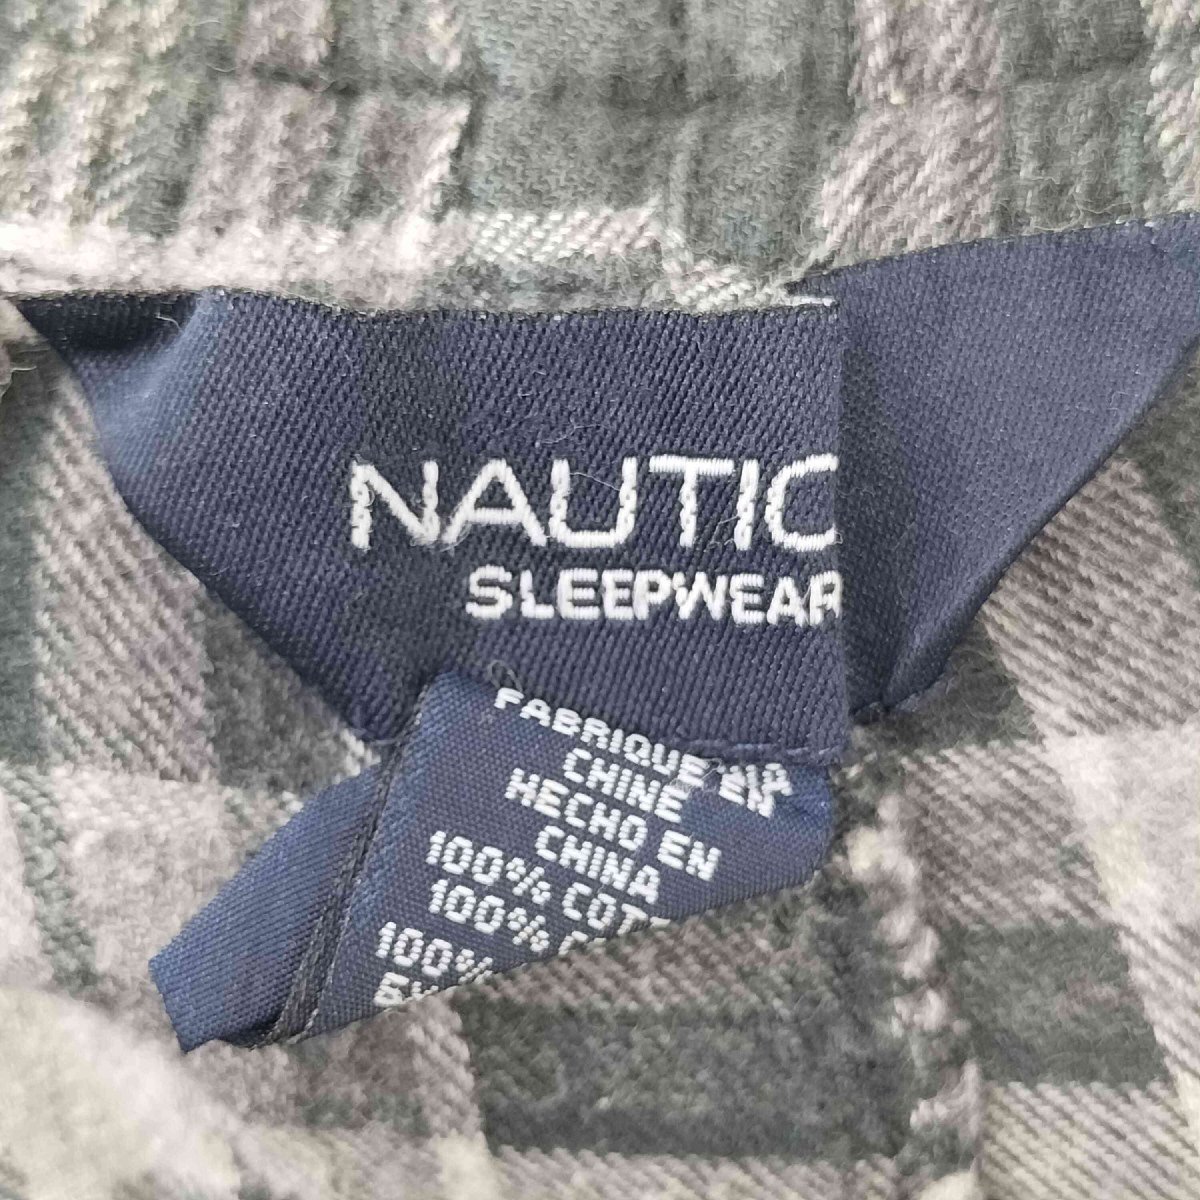 NAUTIC
SLEEPWEAR
FABRIQUE EN
CHINE
HECHO EN
CHINA
100% COT
100%
100%